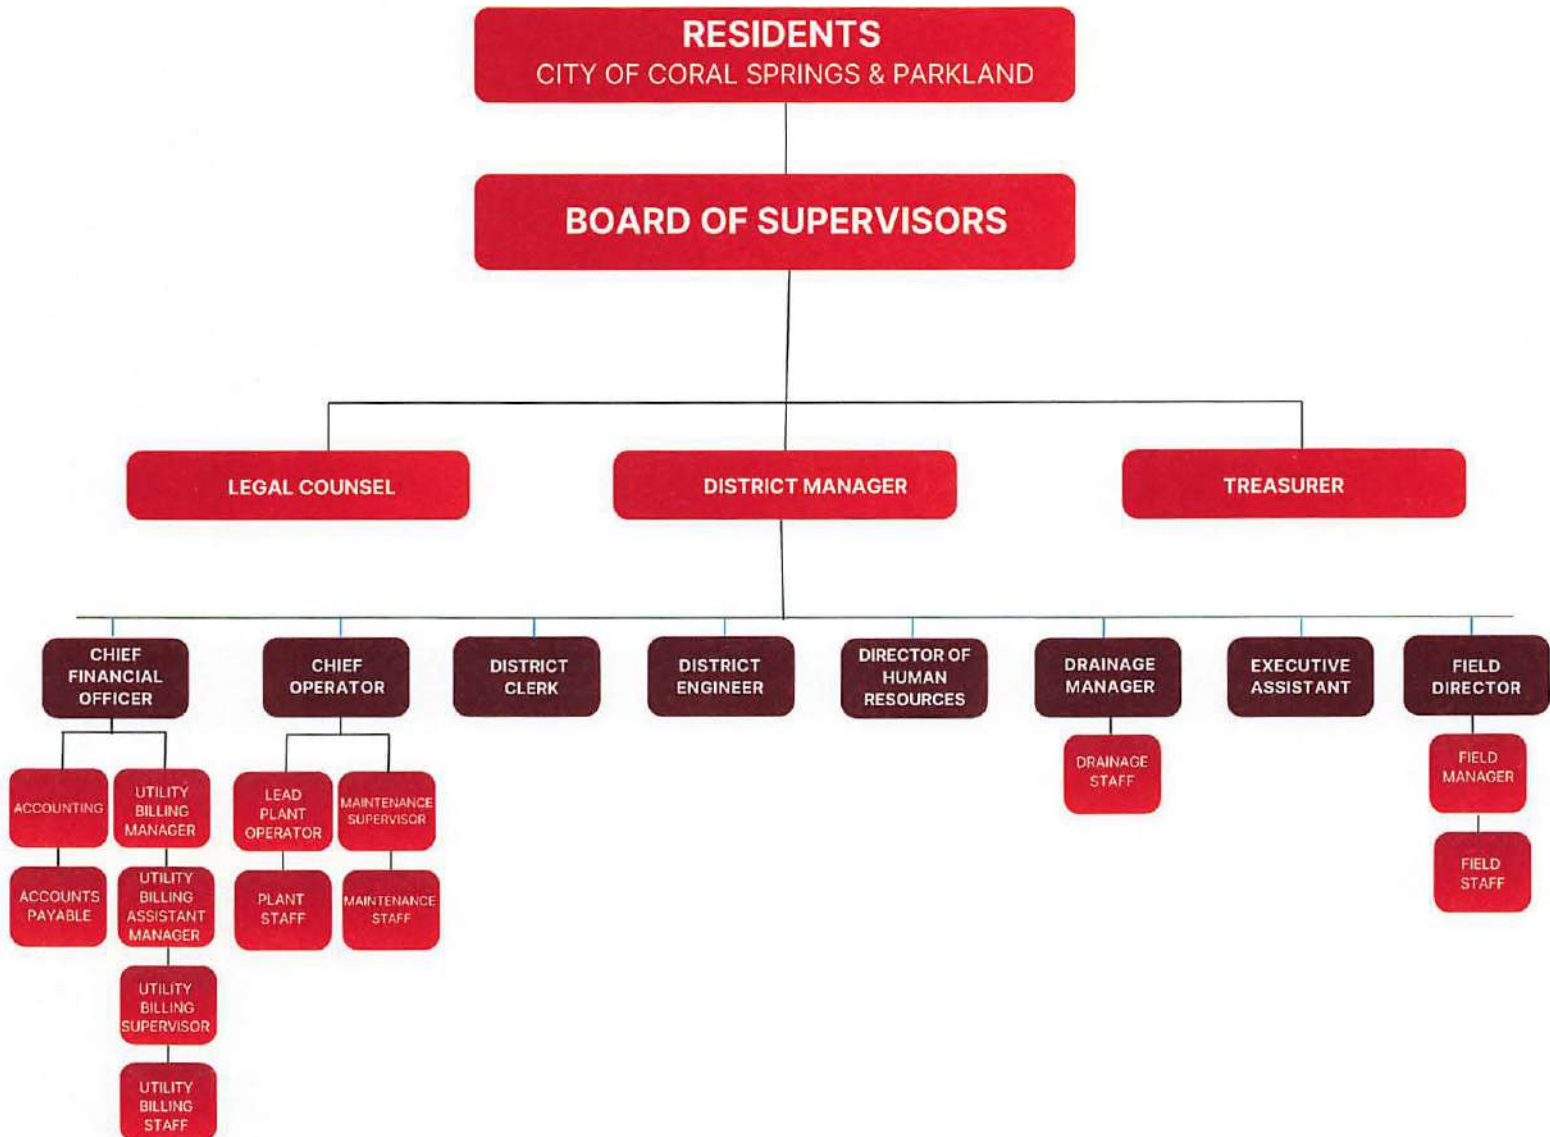 RESIDENTS
CITY OF CORAL SPRINGS & PARKLAND
BOARD OF SUPERVISORS
LEGAL COUNSEL
DISTRICT MANAGER
TREASURER
CHIEF
FINANCIAL
OFFICER
CHIEF
OPERATOR
DISTRICT
CLERK
DISTRICT
ENGINEER
DIRECTOR OF
HUMAN
RESOURCES
DRAINAGE
MANAGER
EXECUTIVE
ASSISTANT
FIELD
DIRECTOR
ACCOUNTING
UTILITY
BILLING
MANAGER
LEAD
PLANT
OPERATOR
MAINTENANCE
SUPERVISOR
DRAINAGE
STAFF
FIELD
MANAGER
ACCOUNTS
PAYABLE
UTILITY
BILLING
ASSISTANT
MANAGER
PLANT
STAFF
MAINTENANCE
STAFF
FIELD
STAFF
UTILITY
BILLING
SUPERVISOR
UTILITY
BILLING
STAFF